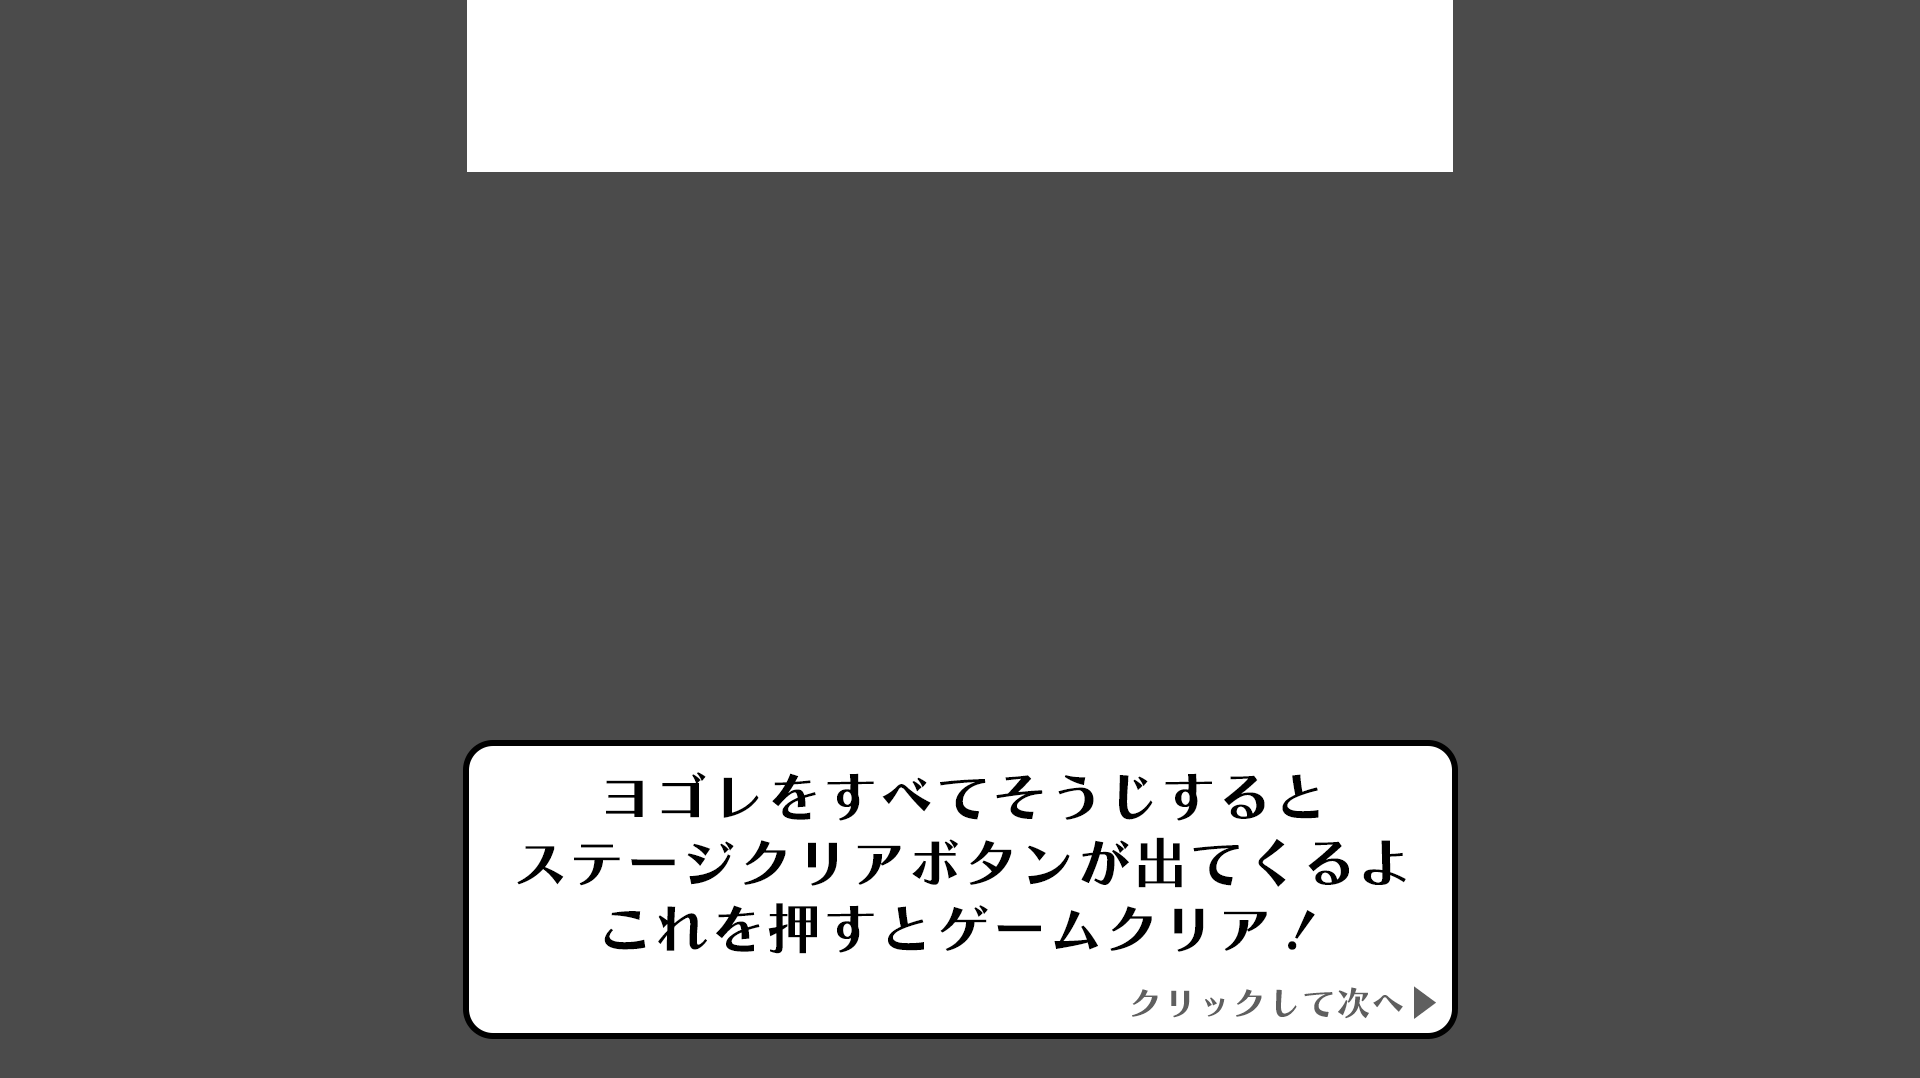 ヨゴレをすべてそうじすると
ステージクリアボタンが出てくるよ
これを押すとゲームクリア！
クリックして次へ▶